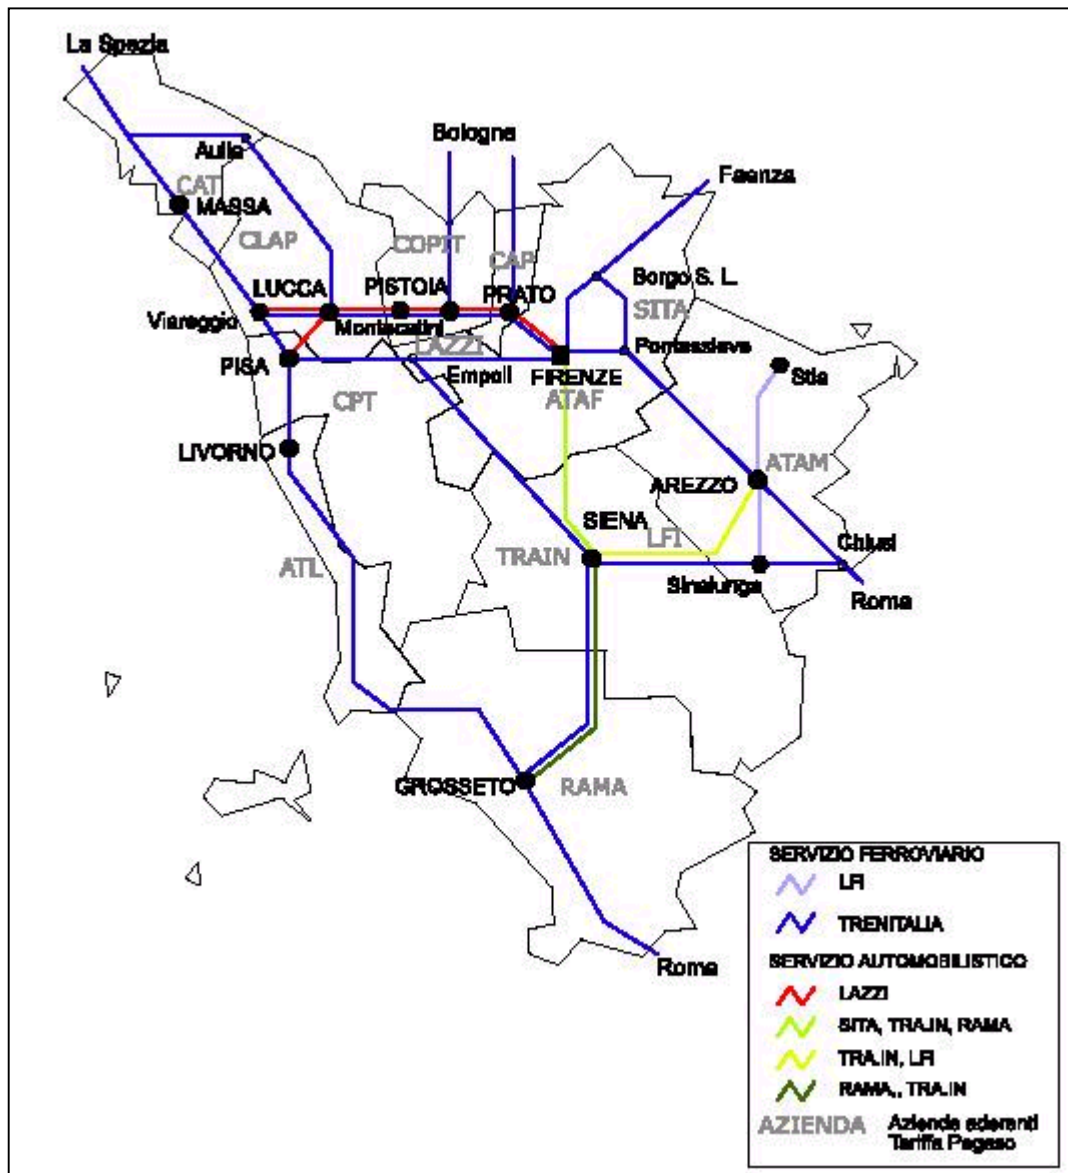 La Spezia
Bologna
Aulla
Faenza
CAT
MASSA
CLAP
COPIT
CAP
LUCCA
PISTOIA
PRATO
Borgo S. L.
SITA
Viareggio
Montecatini
LAZZI
Pontassieve
PISA
Empoli
FIRENZE
Stia
ATAF
CPT
LIVORNO
ATAM
AREZZO
SIENA
LFI
Chiusi
TRAIN
ATL
Sinalunga
Roma
GROSSETO
RAMA
Roma
SERVIZIO FERROVIARIO
LFI
TRENITALIA
SERVIZIO AUTOMOBILISTICO
LAZZI
SITA, TRA.IN, RAMA
TRA.IN, LFI
RAMA,, TRA.IN
AZIENDA Azienda aderanti
Tariffa Pegaso